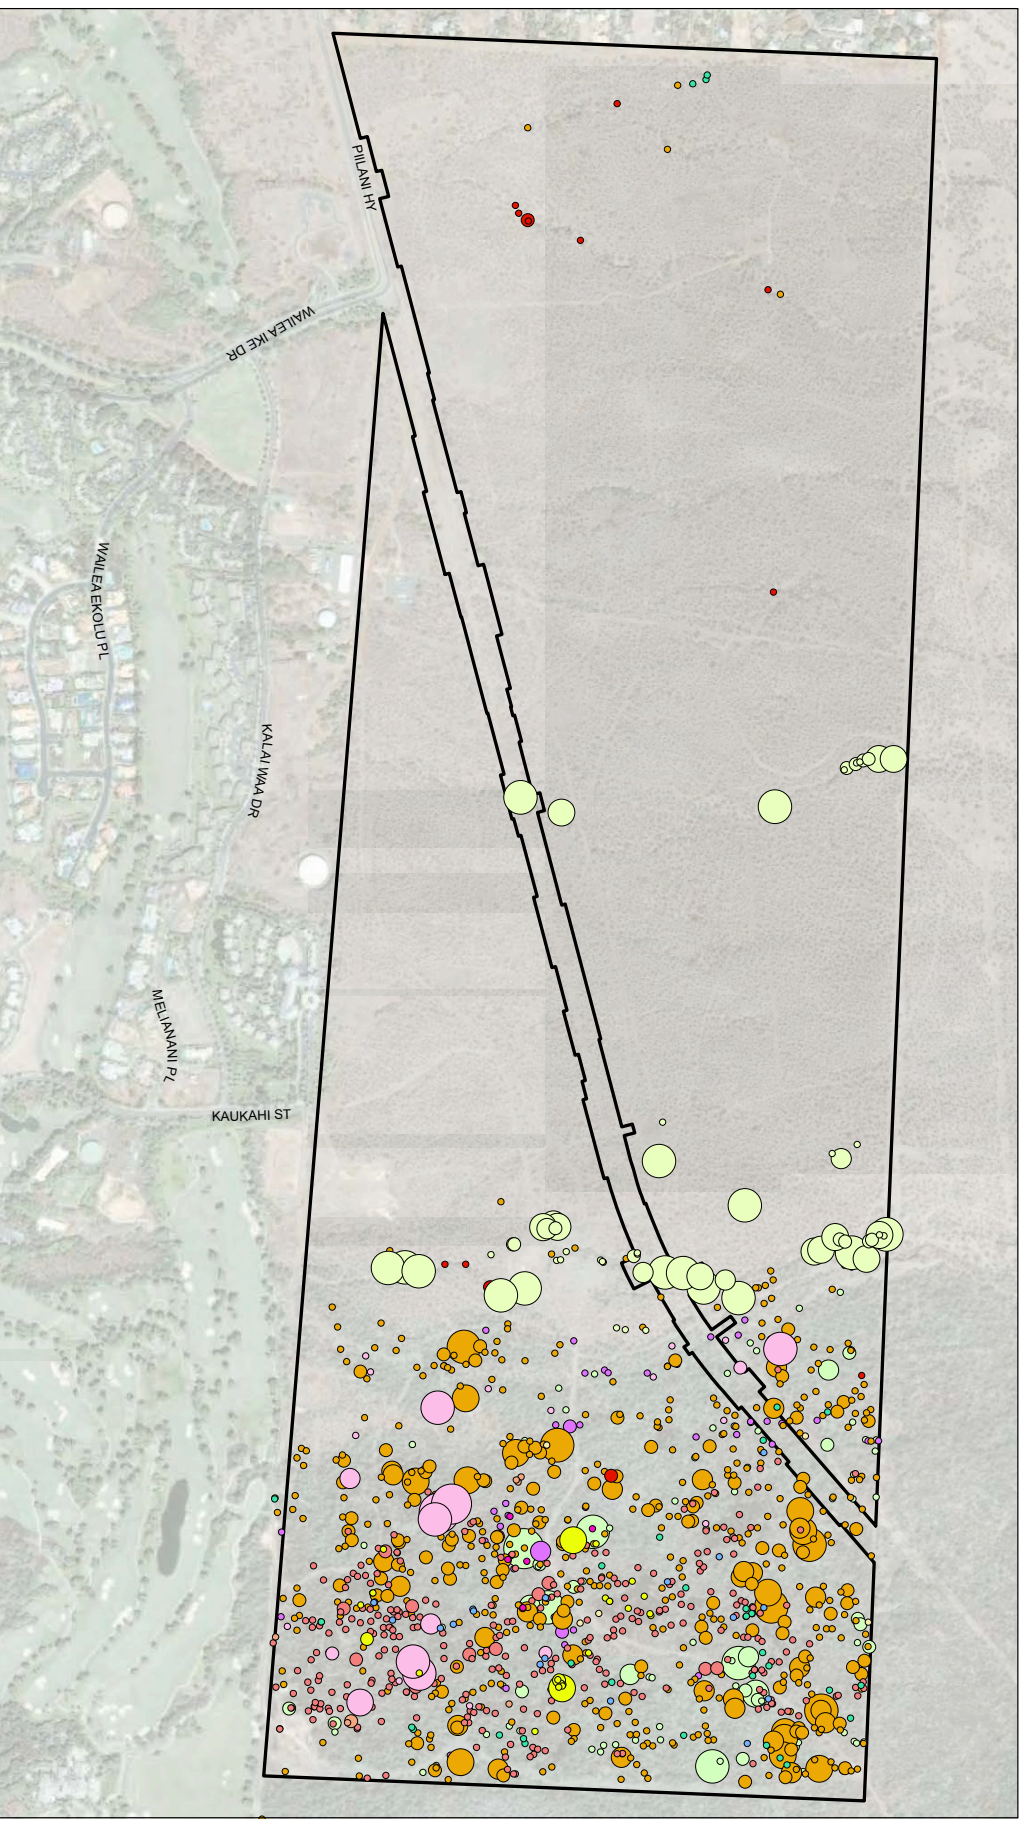 PIILANI HY
WAILEA IKE DR
WAILEA EKOLU PL
KALAI WAA DR
MELIANANI PL
KAUKAHI ST